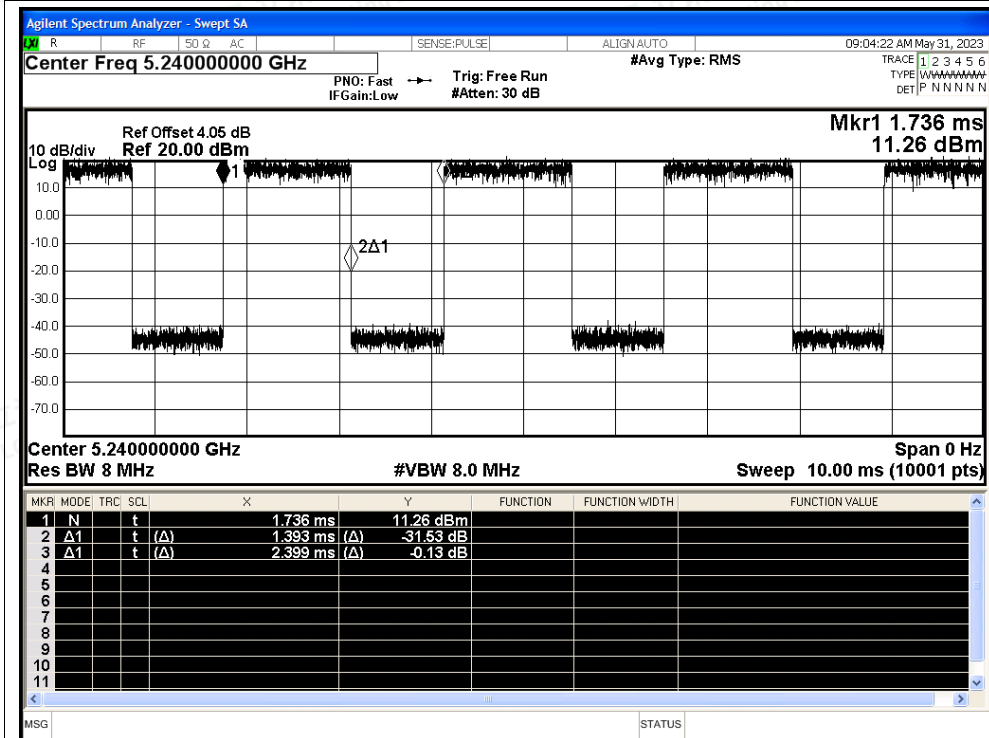 Agilent Spectrum Analyzer - Swept SA
LXI R RF 50 Ω AC SENSE:PULSE ALIGN AUTO 09:04:22 AM May 31, 2023
Center Freq 5.240000000 GHz #Avg Type: RMS TRACE 1 2 3 4 5 6
PNO: Fast Trig: Free Run TYPE WWWWWW
IFGain:Low #Atten: 30 dB DET P N N N N N
Mkr1 1.736 ms
Ref Offset 4.05 dB
10 dB/div Ref 20.00 dBm 11.26 dBm
Log
1
10.0
0.00
-10.0
2Δ1
-20.0
-30.0
-40.0
-50.0
-60.0
-70.0
Center 5.240000000 GHz Span 0 Hz
Res BW 8 MHz #VBW 8.0 MHz Sweep 10.00 ms (10001 pts)
MKR MODE TRC SCL X Y FUNCTION FUNCTION WIDTH FUNCTION VALUE
1 N t 1.736 ms 11.26 dBm
2 Δ1 t (Δ) 1.393 ms (Δ) -31.53 dB
3 Δ1 t (Δ) 2.399 ms (Δ) -0.13 dB
4
5
6
7
8
9
10
11
MSG STATUS